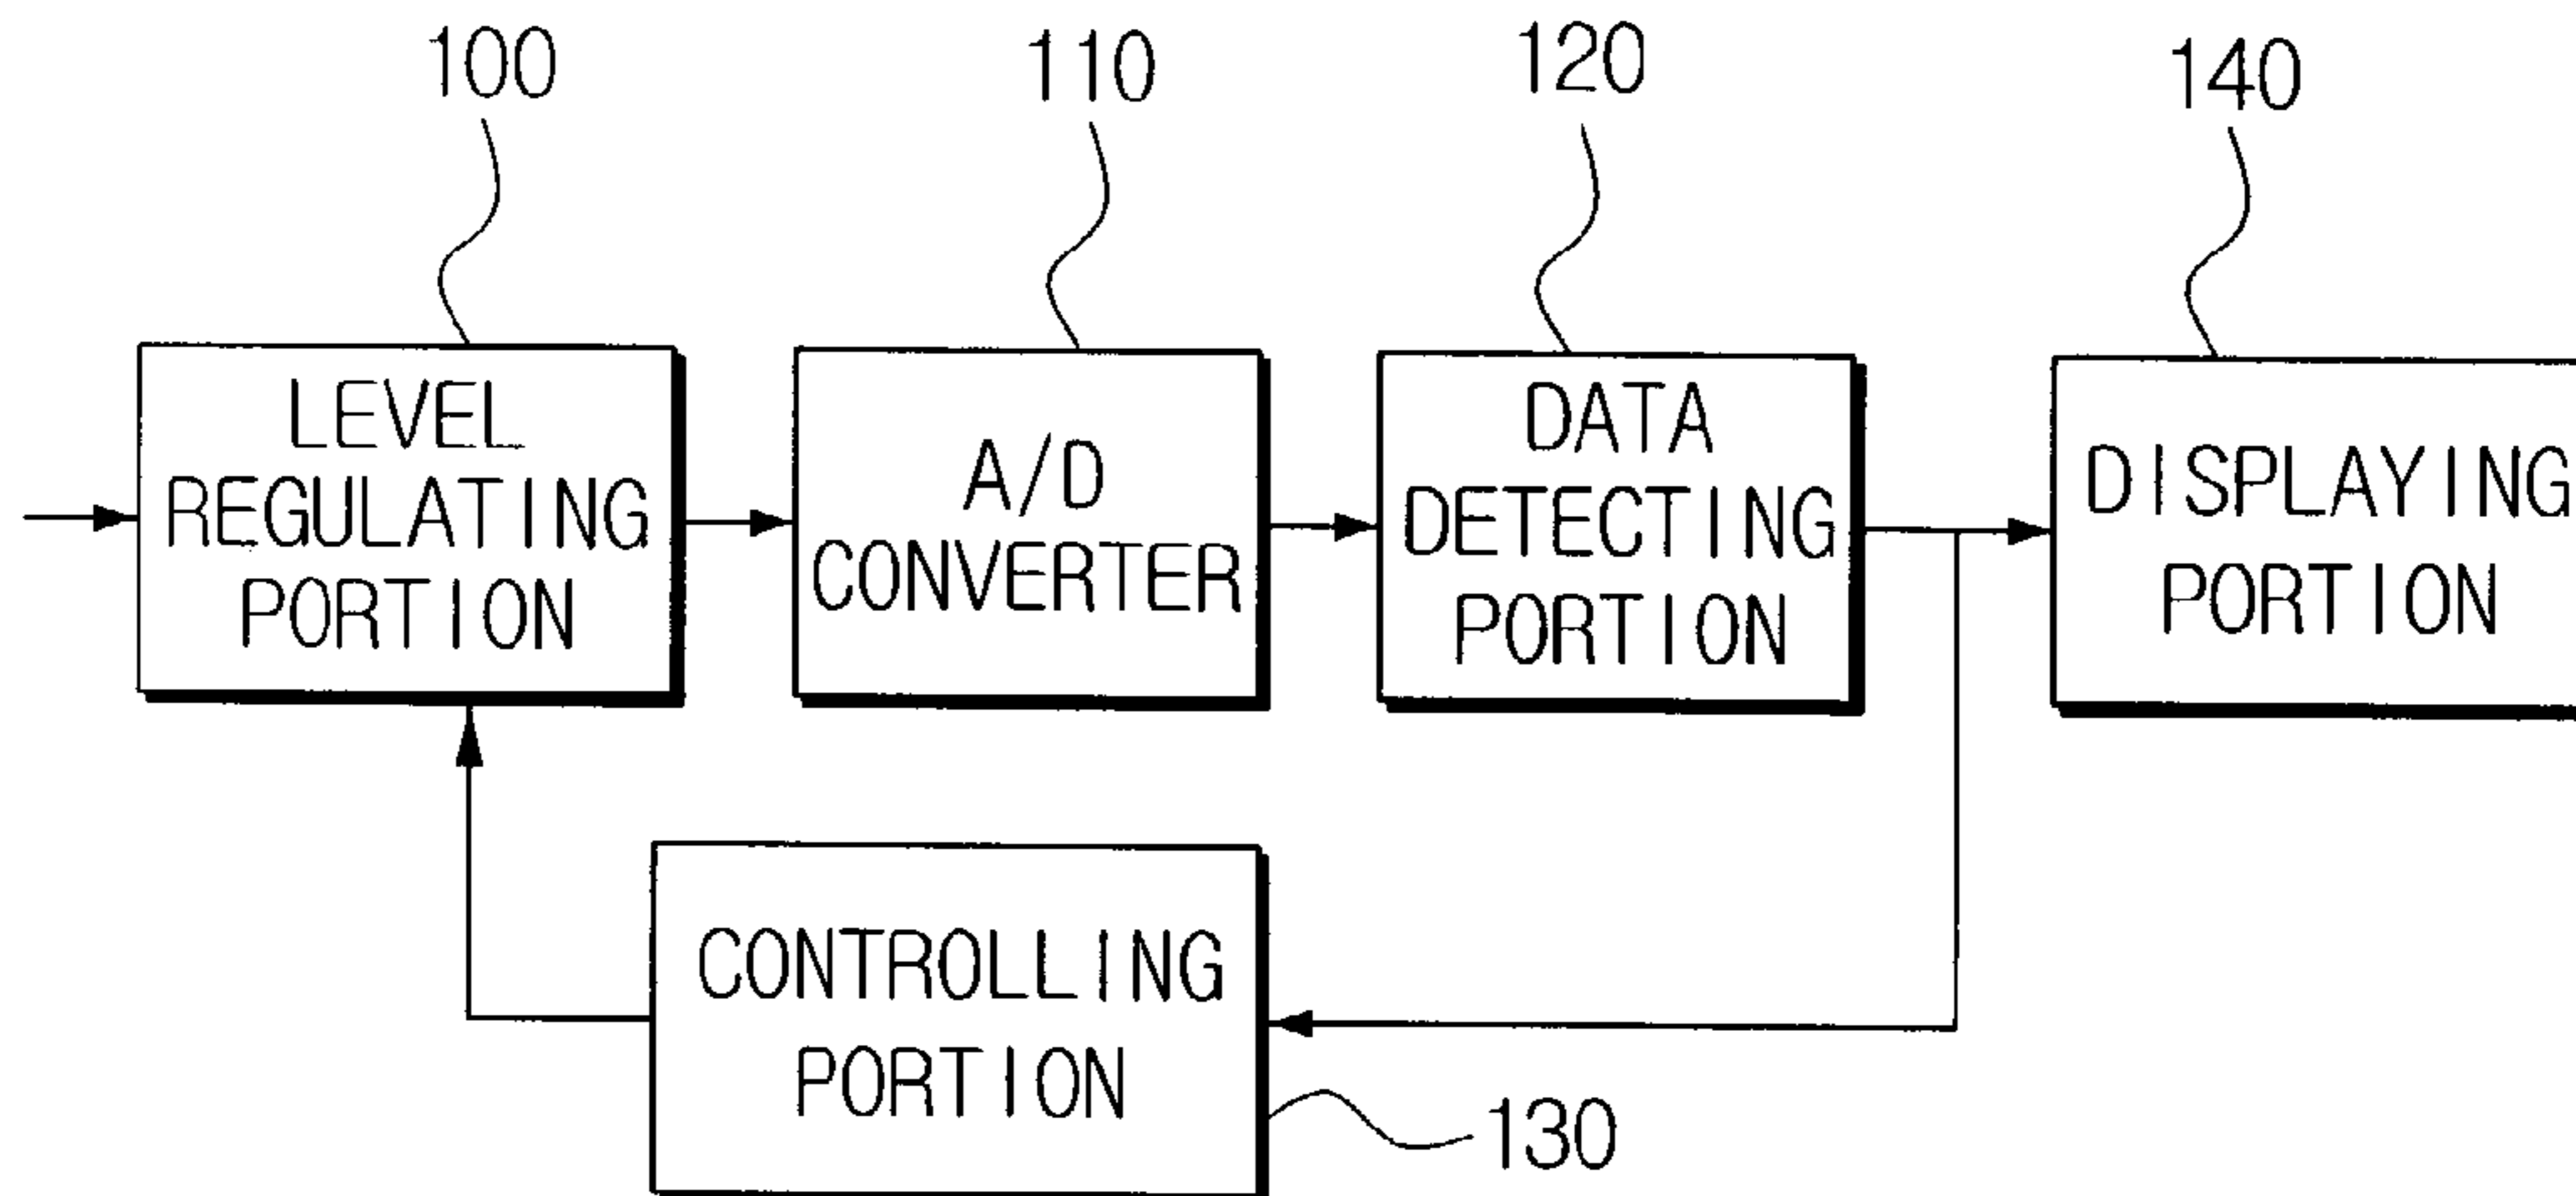 100
110
120
140
LEVEL
REGULATING
PORTION
A/D
CONVERTER
DATA
DETECTING
PORTION
DISPLAYING
PORTION
CONTROLLING
PORTION
130